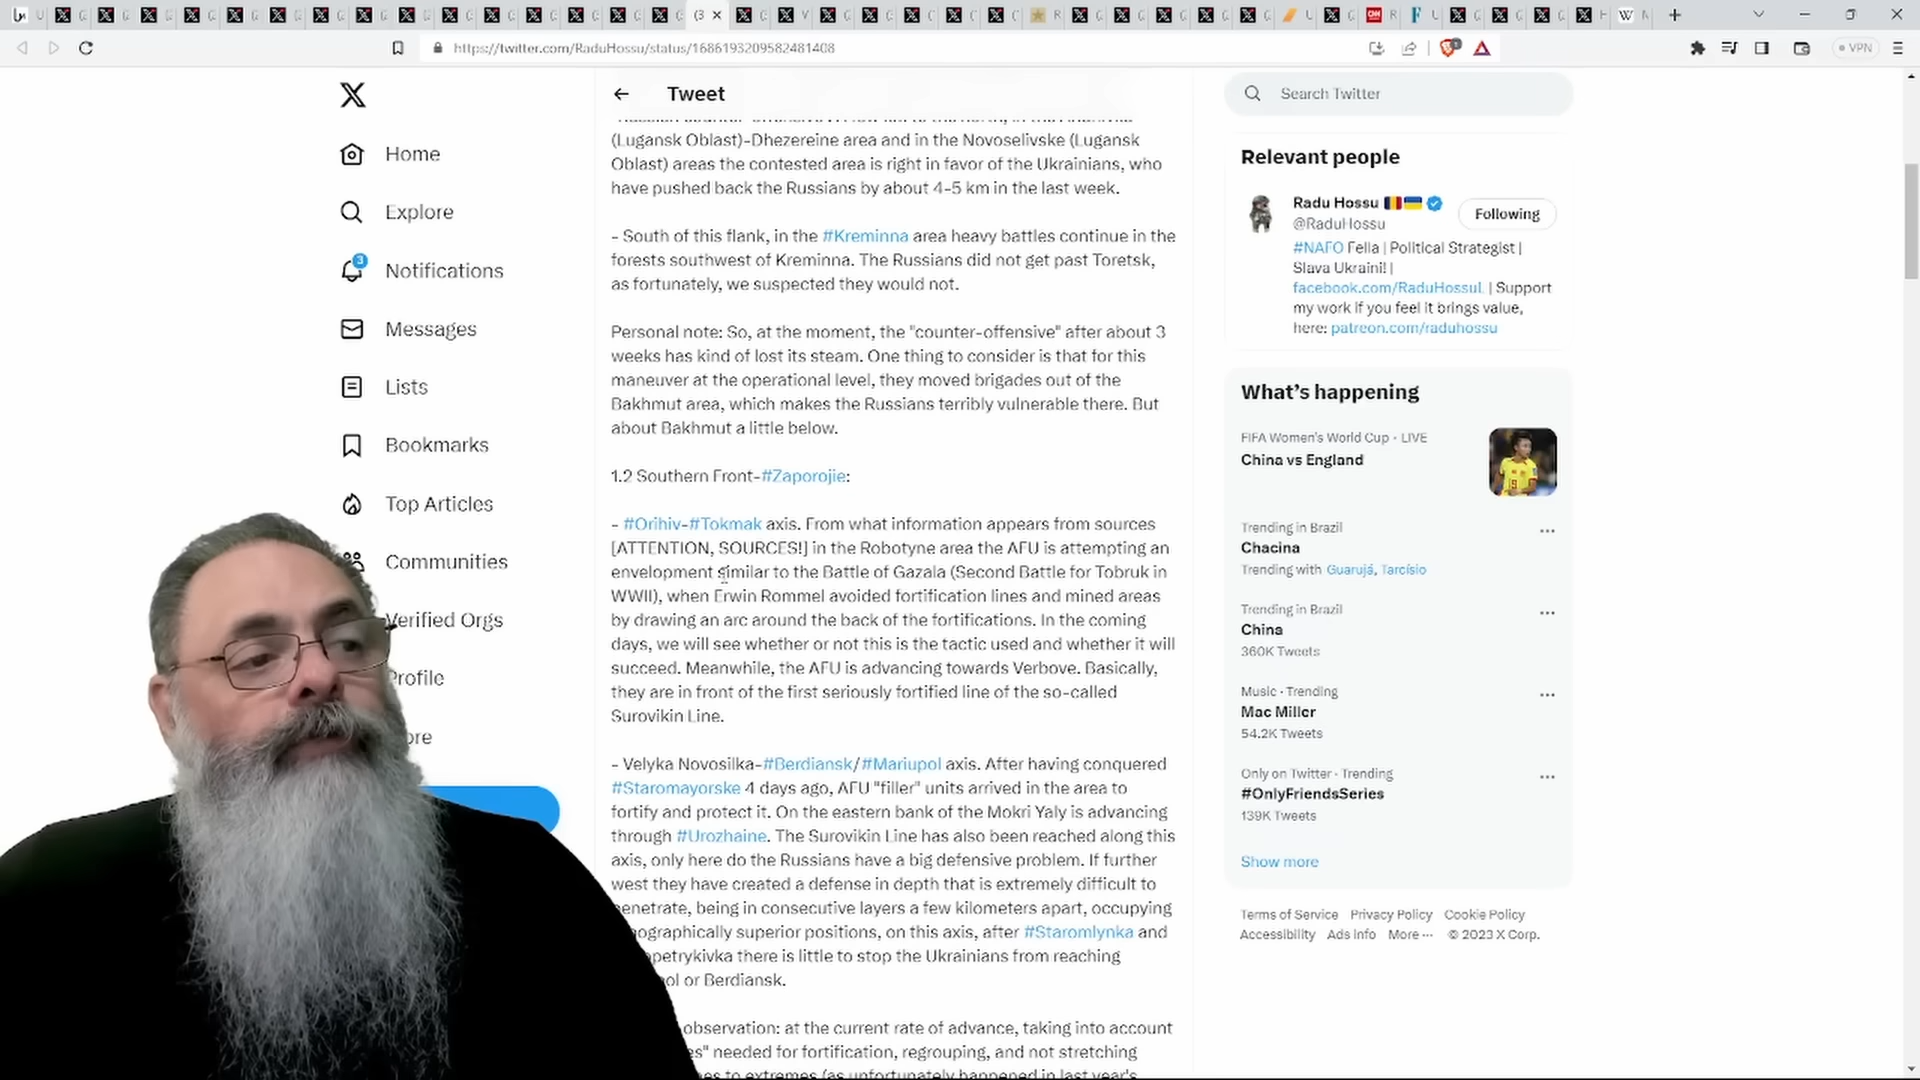 https://twitter.com/RaduHossu/status/1686193209582481408
VPN
Home
Explore
3
Notifications
Messages
Lists
Bookmarks
Top Articles
Communities
Verified Orgs
Profile
Tweet
(Lugansk Oblast)-Dhezereine area and in the Novoselivske (Lugansk
Oblast) areas the contested area is right in favor of the Ukrainians, who
have pushed back the Russians by about 4-5 km in the last week.
- South of this flank, in the #Kreminna area heavy battles continue in the
forests southwest of Kreminna. The Russians did not get past Toretsk,
as fortunately, we suspected they would not.
Personal note: So, at the moment, the "counter-offensive" after about 3
weeks has kind of lost its steam. One thing to consider is that for this
maneuver at the operational level, they moved brigades out of the
Bakhmut area, which makes the Russians terribly vulnerable there. But
about Bakhmut a little below.
1.2 Southern Front-#Zaporojie:
- #Orihiv-#Tokmak axis. From what information appears from sources
[ATTENTION, SOURCES!] in the Robotyne area the AFU is attempting an
envelopment similar to the Battle of Gazala (Second Battle for Tobruk in
WWII), when Erwin Rommel avoided fortification lines and mined areas
by drawing an arc around the back of the fortifications. In the coming
days, we will see whether or not this is the tactic used and whether it will
succeed. Meanwhile, the AFU is advancing towards Verbove. Basically,
they are in front of the first seriously fortified line of the so-called
Surovikin Line.
- Velyka Novosilka-#Berdiansk/#Mariupol axis. After having conquered
#Staromayorske 4 days ago, AFU "filler" units arrived in the area to
fortify and protect it. On the eastern bank of the Mokri Yaly is advancing
through #Urozhaine. The Surovikin Line has also been reached along this
axis, only here do the Russians have a big defensive problem. If further
west they have created a defense in depth that is extremely difficult to
penetrate, being in consecutive layers a few kilometers apart, occupying
ographically superior positions, on this axis, after #Staromlynka and
petrykivka there is little to stop the Ukrainians from reaching
ol or Berdiansk.
observation: at the current rate of advance, taking into account
es" needed for fortification, regrouping, and not stretching
es to extremes (as unfortunately happened in last year's
Search Twitter
Relevant people
Radu Hossu
@RaduHossu
Following
#NAFO Fella | Political Strategist |
Slava Ukraini! |
facebook.com/RaduHossu1 | Support
my work if you feel it brings value,
here: patreon.com/raduhossu
What's happening
FIFA Women's World Cup · LIVE
China vs England
Trending in Brazil
Chacina
Trending with Guarujá, Tarcísio
Trending in Brazil
China
360K Tweets
Music · Trending
Mac Miller
54.2K Tweets
Only on Twitter · Trending
#OnlyFriendsSeries
139K Tweets
Show more
Terms of Service Privacy Policy Cookie Policy
Accessibility Ads info More ··· © 2023 X Corp.